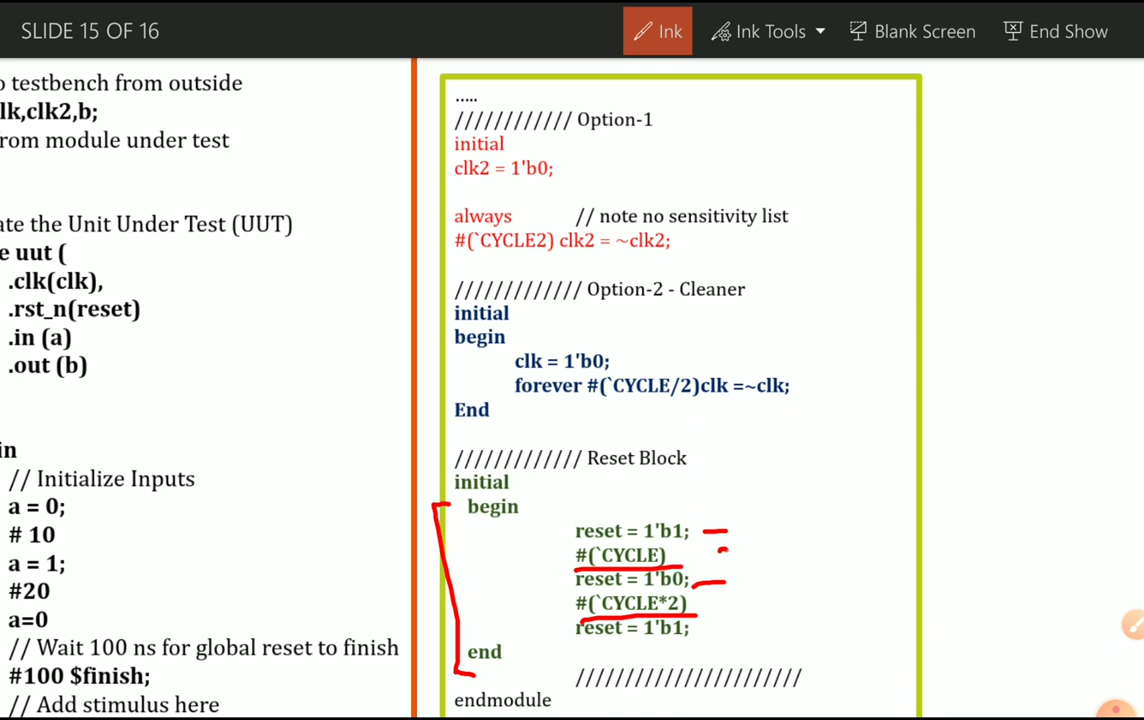 SLIDE 15 OF 16
Ink
Ink Tools
Blank Screen
End Show
o testbench from outside
lk,clk2,b;
rom module under test
ate the Unit Under Test (UUT)
e uut (
.clk(clk),
.rst_n(reset)
.in (a)
.out (b)
in
// Initialize Inputs
a = 0;
# 10
a = 1;
#20
a=0
// Wait 100 ns for global reset to finish
#100 $finish;
// Add stimulus here
.....
//////////// Option-1
initial
clk2 = 1'b0;
always // note no sensitivity list
#(`CYCLE2) clk2 = ~clk2;
///////////// Option-2 - Cleaner
initial
begin
clk = 1'b0;
forever #(`CYCLE/2)clk =~clk;
End
///////////// Reset Block
initial
begin
reset = 1'b1;
#(`CYCLE)
reset = 1'b0;
#(`CYCLE*2)
reset = 1'b1;
end
///////////////////////
endmodule